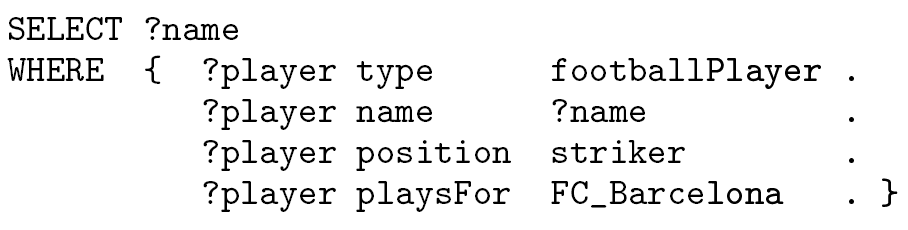 SELECT ?name
WHERE { ?player type footballPlayer .
?player name ?name .
?player position striker .
?player playsFor FC_Barcelona . }